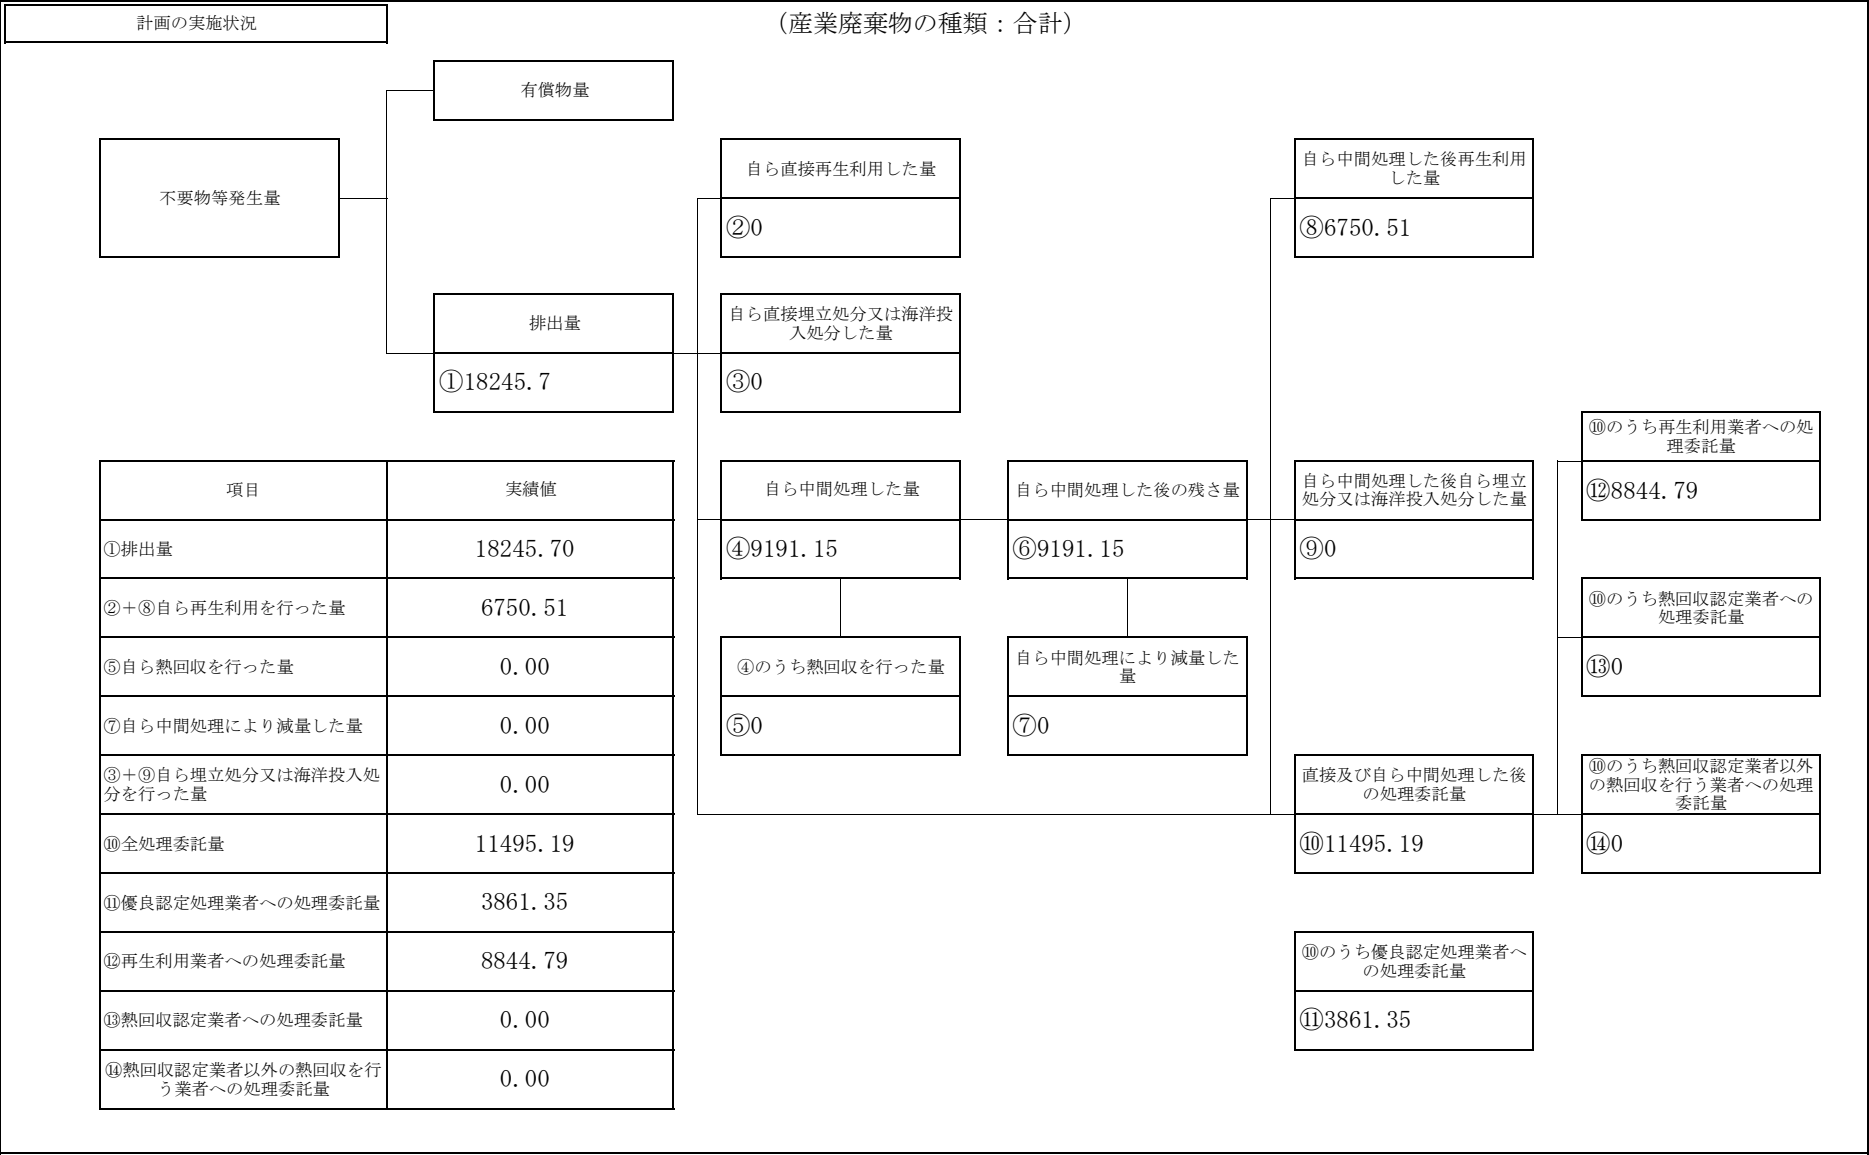 計画の実施状況
（産業廃棄物の種類：合計）
有償物量
不要物等発生量
自ら直接再生利用した量
②0
自ら中間処理した後再生利用
した量
⑧6750.51
排出量
①18245.7
自ら直接埋立処分又は海洋投
入処分した量
③0
⑩のうち再生利用業者への処
理委託量
⑫8844.79
自ら中間処理した量
④9191.15
自ら中間処理した後の残さ量
⑥9191.15
自ら中間処理した後自ら埋立
処分又は海洋投入処分した量
⑨0
⑩のうち熱回収認定業者への
処理委託量
⑬0
④のうち熱回収を行った量
⑤0
自ら中間処理により減量した
量
⑦0
直接及び自ら中間処理した後
の処理委託量
⑩11495.19
⑩のうち熱回収認定業者以外
の熱回収を行う業者への処理
委託量
⑭0
⑩のうち優良認定処理業者へ
の処理委託量
⑪3861.35
項目 実績値
①排出量 18245.70
②＋⑧自ら再生利用を行った量 6750.51
⑤自ら熱回収を行った量 0.00
⑦自ら中間処理により減量した量 0.00
③＋⑨自ら埋立処分又は海洋投入処
分を行った量 0.00
⑩全処理委託量 11495.19
⑪優良認定処理業者への処理委託量 3861.35
⑫再生利用業者への処理委託量 8844.79
⑬熱回収認定業者への処理委託量 0.00
⑭熱回収認定業者以外の熱回収を行
う業者への処理委託量 0.00